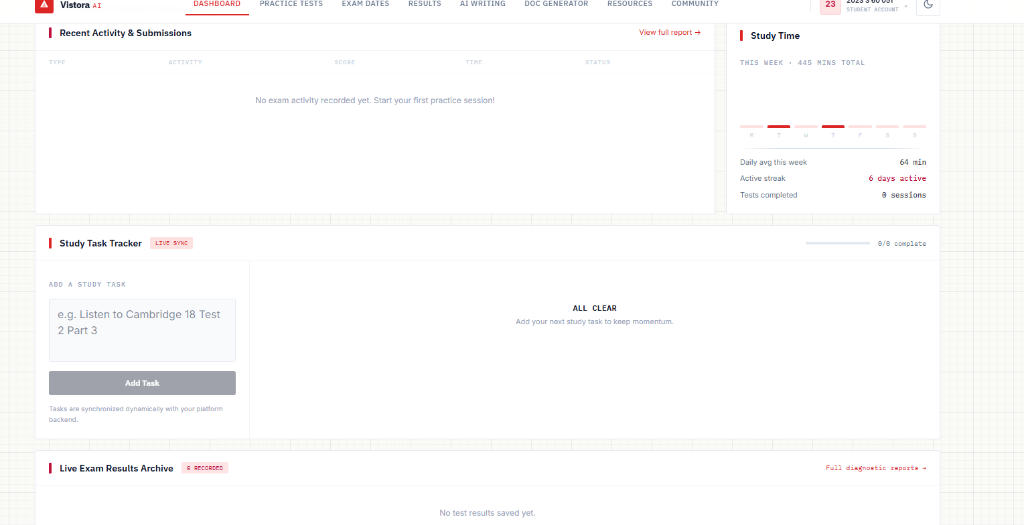 Vistora AI
DASHBOARD PRACTICE TESTS EXAM DATES RESULTS AI WRITING DOC GENERATOR RESOURCES COMMUNITY
23
STUDENT ACCOUNT
Recent Activity & Submissions
View full report →
TYPE ACTIVITY SCORE TIME STATUS
No exam activity recorded yet. Start your first practice session!
Study Time
THIS WEEK · 445 MINS TOTAL
M T W T F S S
Daily avg this week 64 min
Active streak 6 days active
Tests completed 0 sessions
Study Task Tracker LIVE SYNC
0/0 complete
ADD A STUDY TASK
e.g. Listen to Cambridge 18 Test
2 Part 3
Add Task
Tasks are synchronized dynamically with your platform
backend.
ALL CLEAR
Add your next study task to keep momentum.
Live Exam Results Archive
RECORDED
Full diagnostic reports →
No test results saved yet.